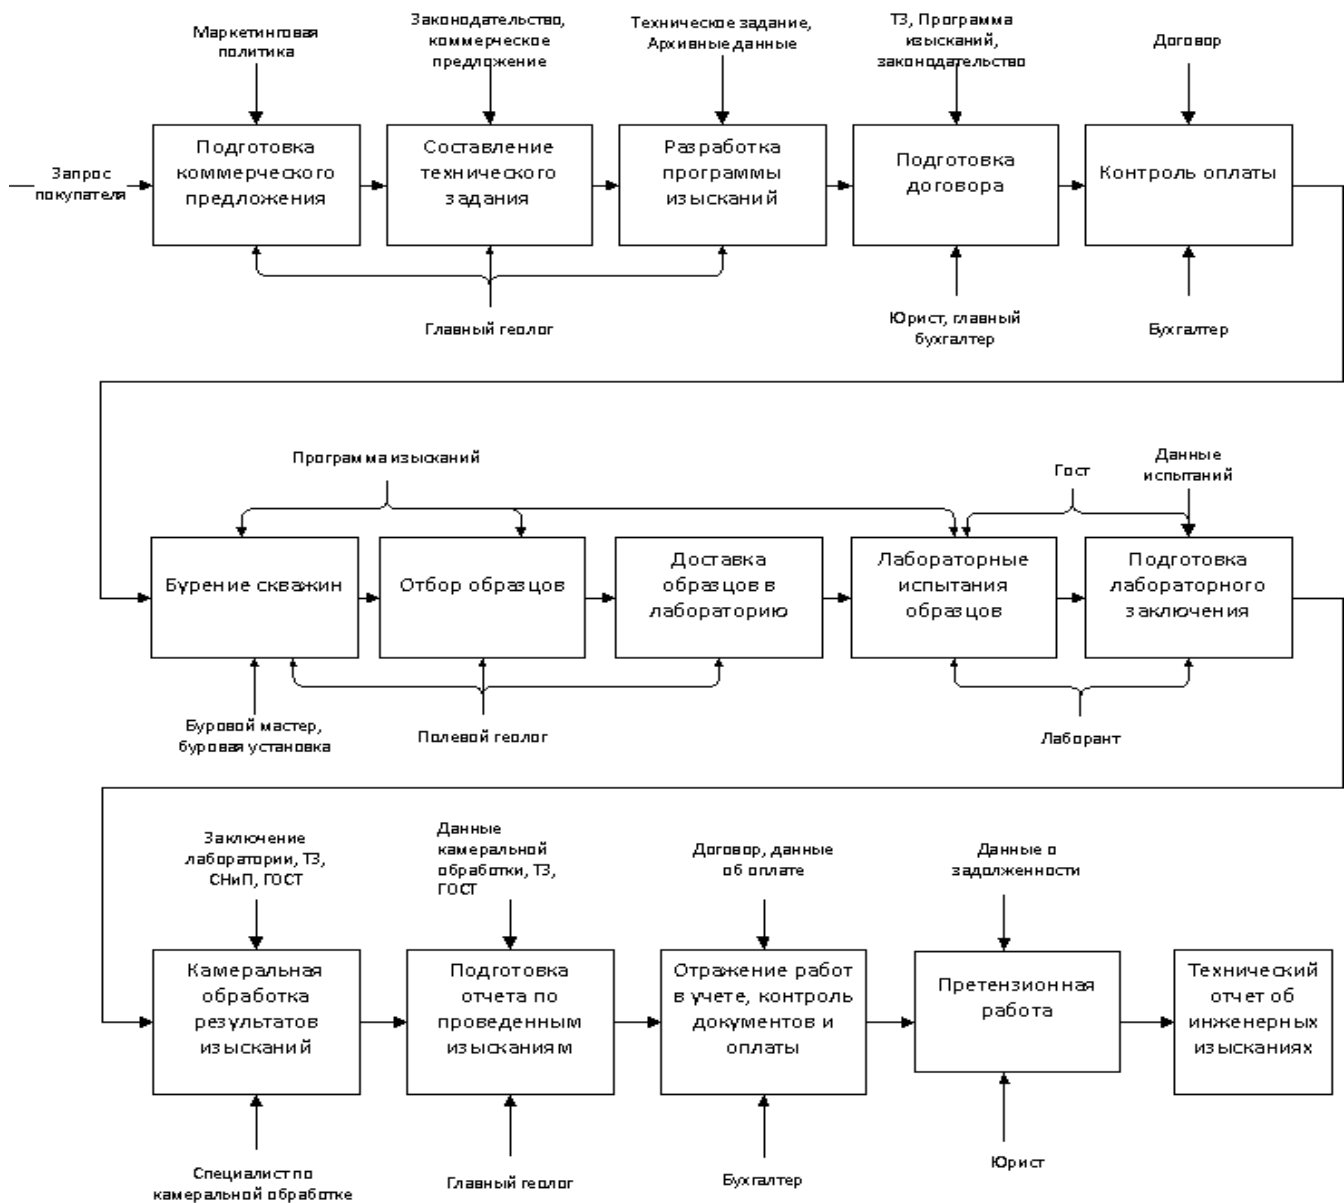 Маркетинговая
политика
Законодательство,
коммерческое
предложение
Техническое задание,
Архивные данные
ТЗ, Программа
изысканий,
законодательство
Договор
Запрос
покупателя
Подготовка
коммерческого
предложения
Составление
технического
задания
Разработка
программы
изысканий
Подготовка
договора
Контроль оплаты
Главный геолог
Юрист, главный
бухгалтер
Бухгалтер
Программа изысканий
Гост
Данные
испытаний
Бурение скважин
Отбор образцов
Доставка
образцов в
лабораторию
Лабораторные
испытания
образцов
Подготовка
лабораторного
заключения
Буровой мастер,
буровая установка
Полевой геолог
Лаборант
Заключение
лаборатории, ТЗ,
СНиП, ГОСТ
Данные
камеральной
обработки, ТЗ,
ГОСТ
Договор, данные
об оплате
Данные о
задолженности
Камеральная
обработка
результатов
изысканий
Подготовка
отчета по
проведенным
изысканиям
Отражение работ
в учете, контроль
документов и
оплаты
Претензионная
работа
Технический
отчет об
инженерных
изысканиях
Специалист по
камеральной обработке
Главный геолог
Бухгалтер
Юрист